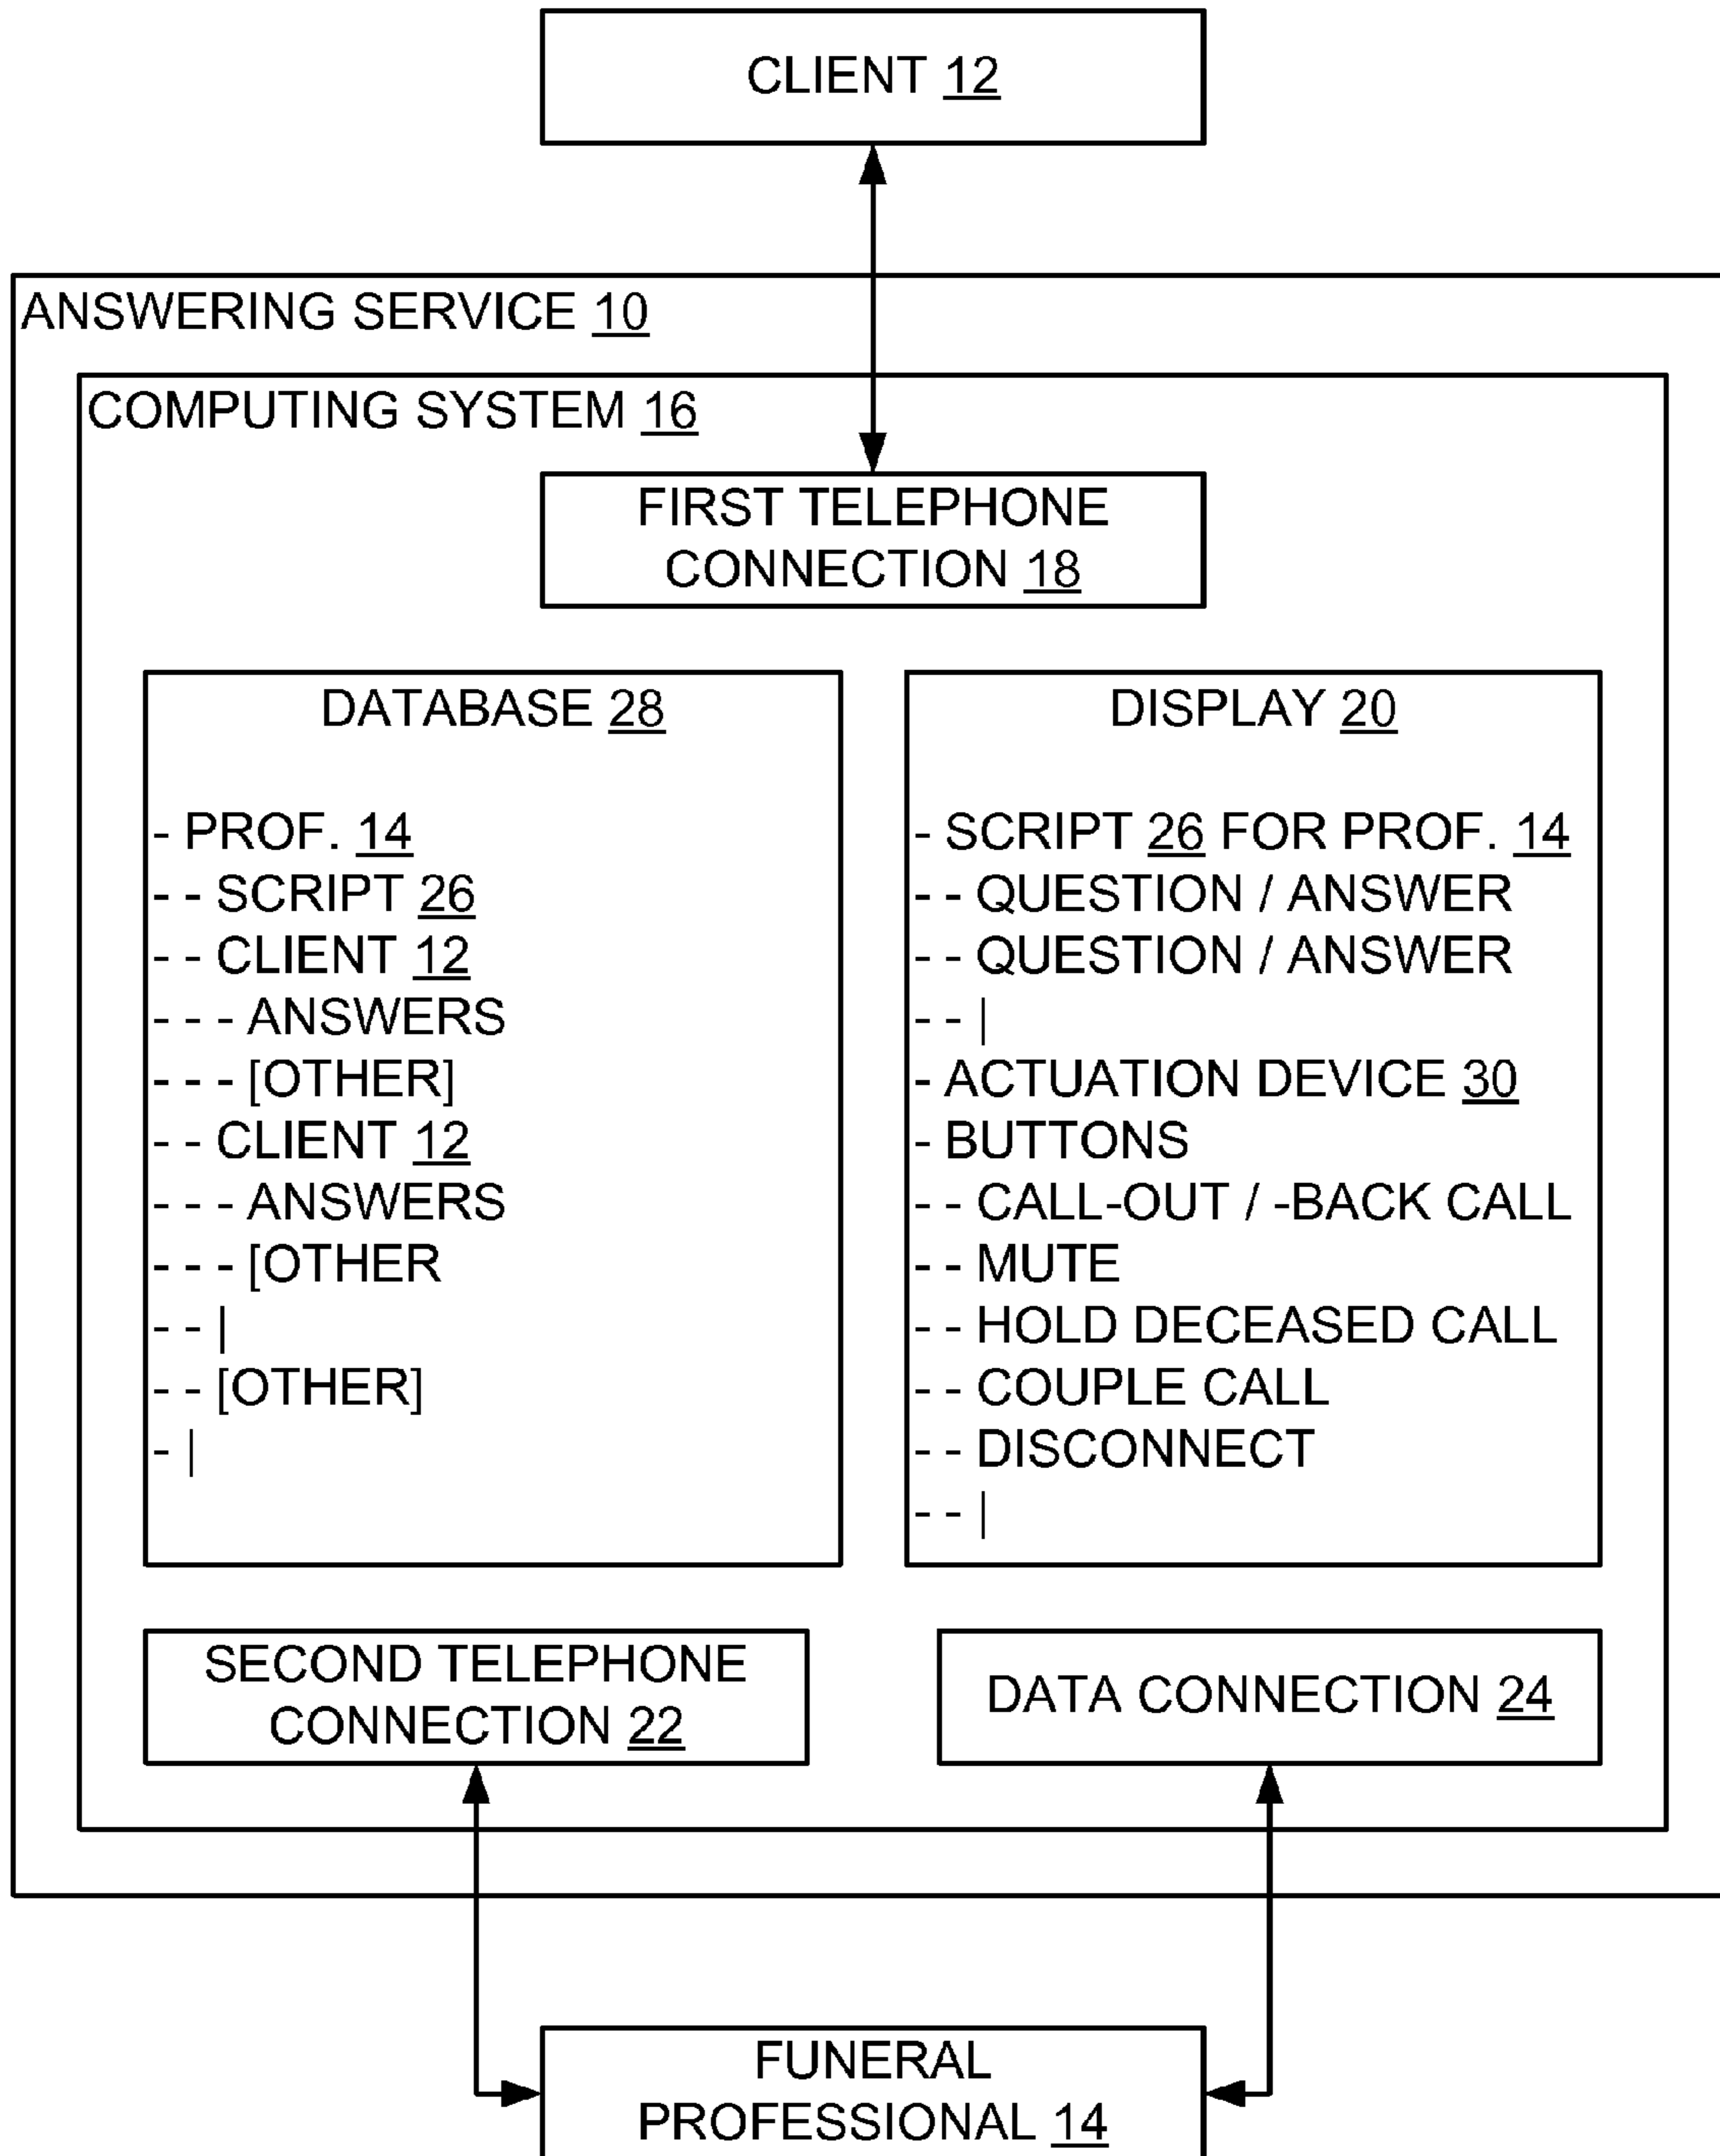 CLIENT 12
ANSWERING SERVICE 10
COMPUTING SYSTEM 16
FIRST TELEPHONE
CONNECTION 18
DATABASE 28
- PROF. 14
- - SCRIPT 26
- - CLIENT 12
- - - ANSWERS
- - - [OTHER]
- - CLIENT 12
- - - ANSWERS
- - - [OTHER
- - |
- - [OTHER]
- |
DISPLAY 20
- SCRIPT 26 FOR PROF. 14
- - QUESTION / ANSWER
- - QUESTION / ANSWER
- - |
- ACTUATION DEVICE 30
- BUTTONS
- - CALL-OUT / -BACK CALL
- - MUTE
- - HOLD DECEASED CALL
- - COUPLE CALL
- - DISCONNECT
- - |
SECOND TELEPHONE
CONNECTION 22
DATA CONNECTION 24
FUNERAL
PROFESSIONAL 14